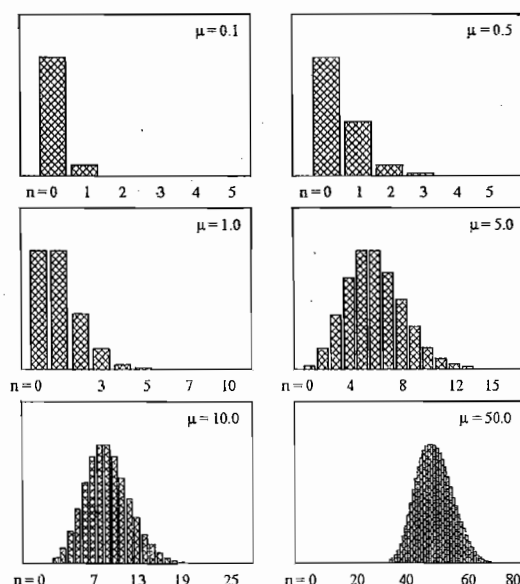 μ = 0.1
n = 0 1 2 3 4 5
μ = 0.5
n = 0 1 2 3 4 5
μ = 1.0
n = 0 3 5 7 10
μ = 5.0
n = 0 4 8 12 15
μ = 10.0
n = 0 7 13 19 25
μ = 50.0
n = 0 20 40 60 80